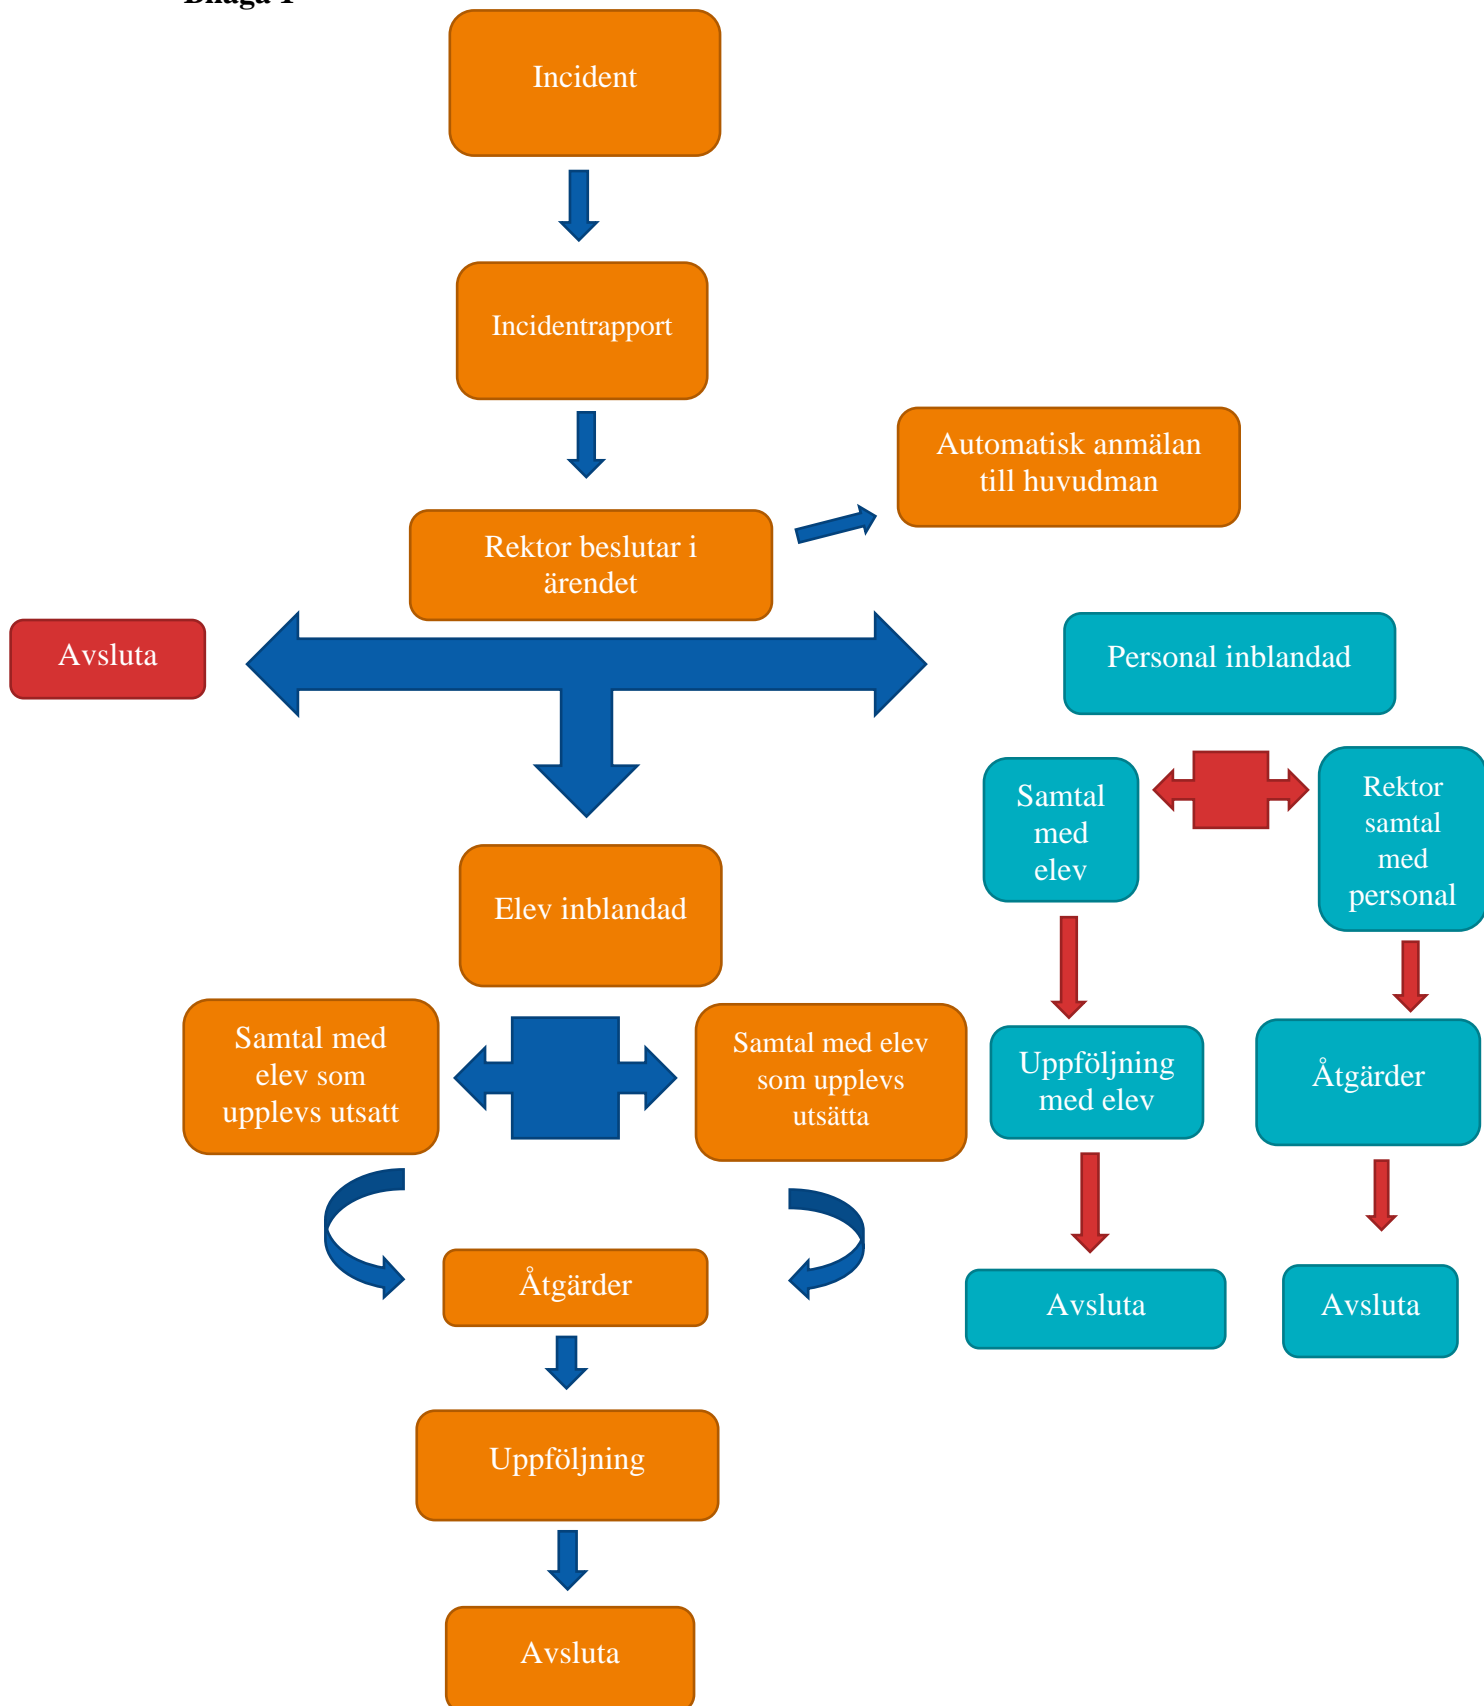 Bilaga 1
Incident
Incidentrapport
Automatisk anmälan
till huvudman
Rektor beslutar i
ärendet
Avsluta
Personal inblandad
Samtal
med
elev
Rektor
samtal
med
personal
Elev inblandad
Samtal med
elev som
upplevs utsatt
Samtal med elev
som upplevs
utsätta
Uppföljning
med elev
Åtgärder
Åtgärder
Avsluta
Avsluta
Uppföljning
Avsluta